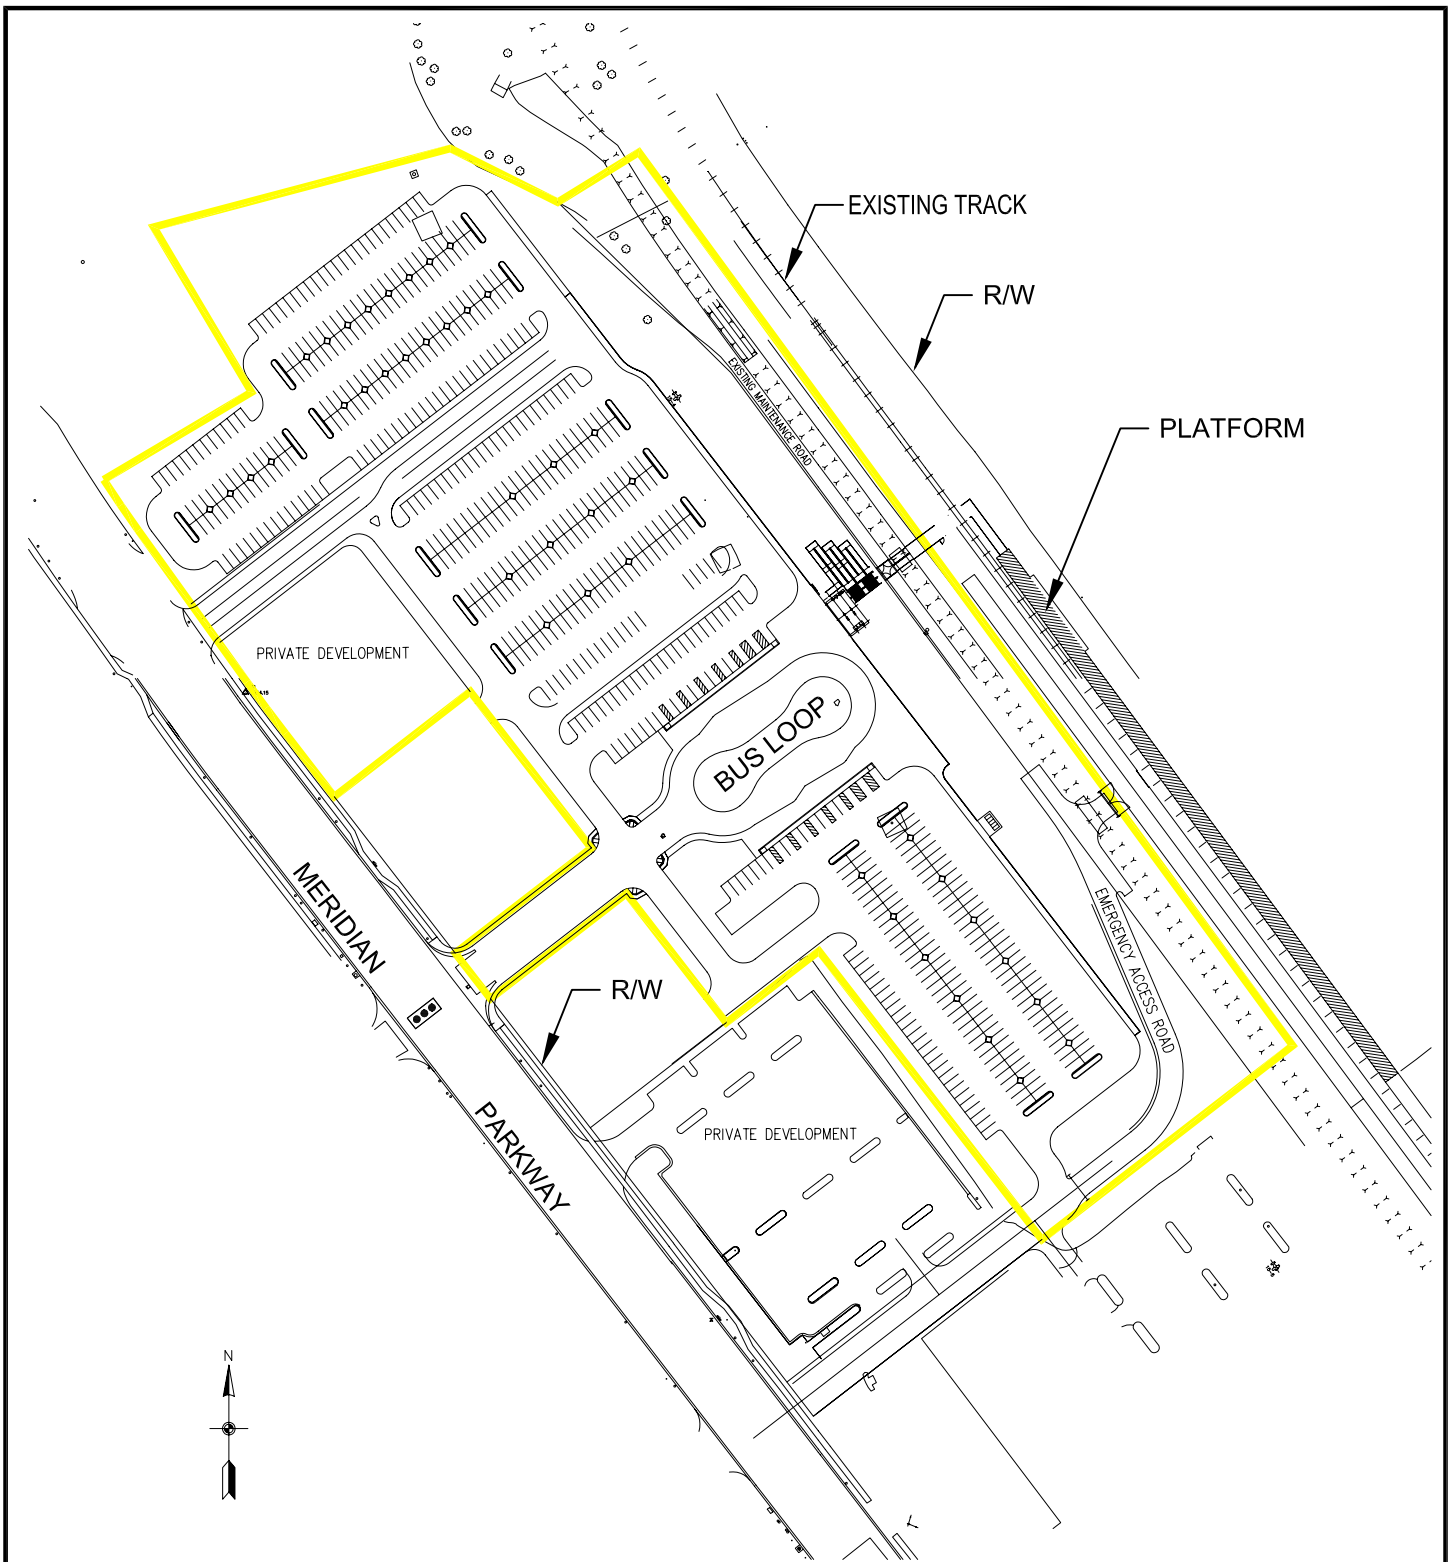 EXISTING TRACK
R/W
EXISTING MAINTENANCE ROAD
PLATFORM
PRIVATE DEVELOPMENT
BUS LOOP
MERIDIAN
EMERGENCY ACCESS ROAD
R/W
PARKWAY
PRIVATE DEVELOPMENT
N